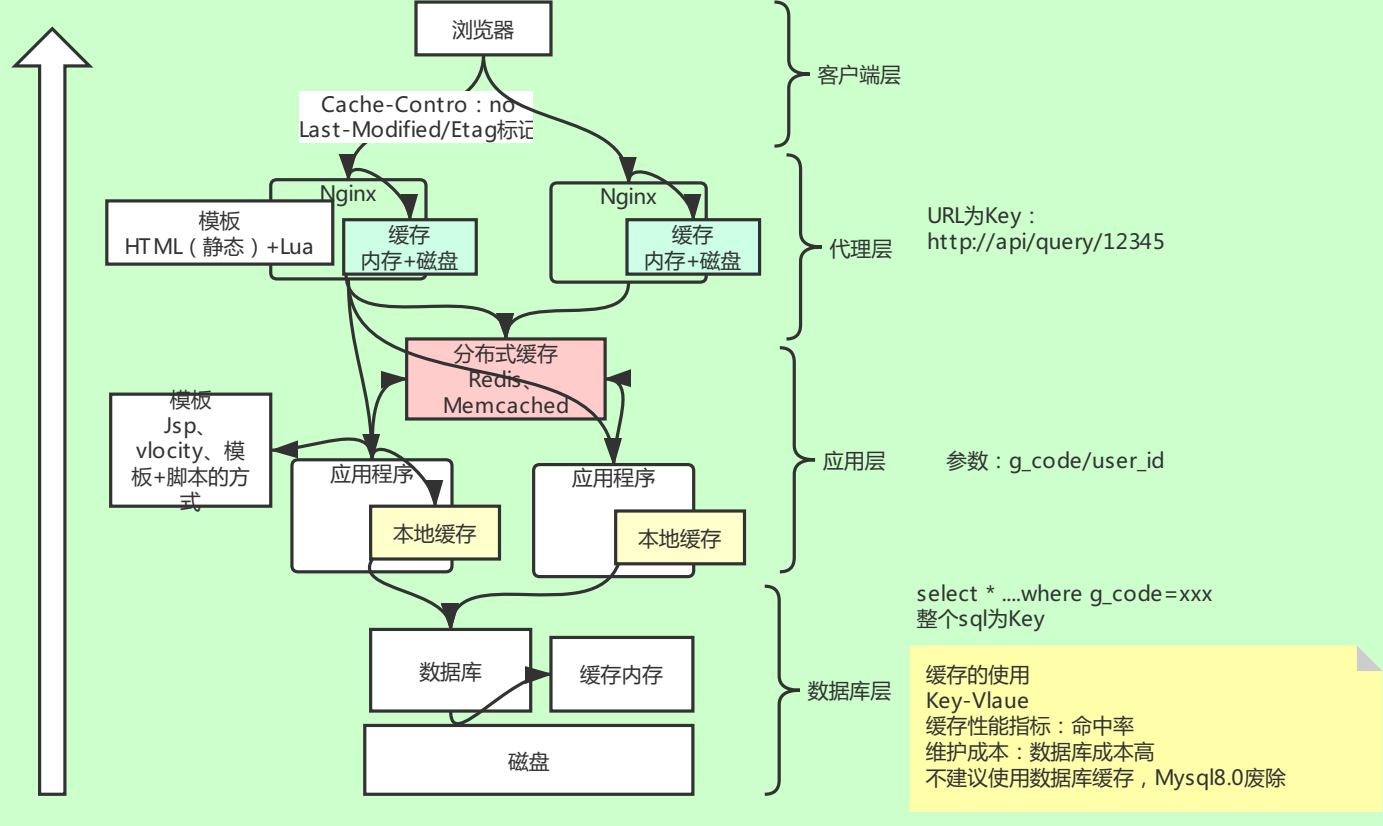 浏览器
客户端层
Cache-Contro：no
Last-Modified/Etag标记
Nginx
模板
HTML（静态）+Lua
缓存
内存+磁盘
Nginx
缓存
内存+磁盘
代理层
URL为Key：
http://api/query/12345
分布式缓存
Redis、
Memcached
模板
Jsp、
vlocity、模
板+脚本的方
式
应用程序
本地缓存
应用程序
本地缓存
应用层
参数：g_code/user_id
select * ....where g_code=xxx
整个sql为Key
数据库
缓存内存
磁盘
数据库层
缓存的使用
Key-Vlaue
缓存性能指标：命中率
维护成本：数据库成本高
不建议使用数据库缓存，Mysql8.0废除